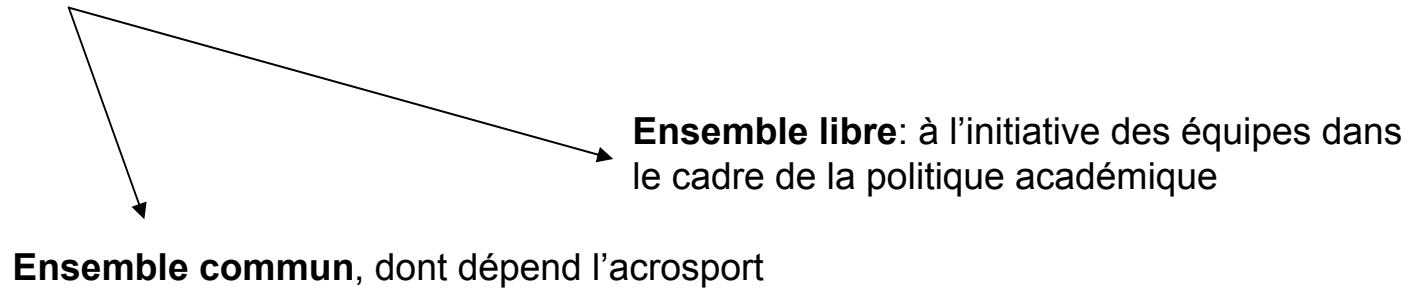 Ensemble libre: à l’initiative des équipes dans
le cadre de la politique académique
Ensemble commun, dont dépend l’acrosport